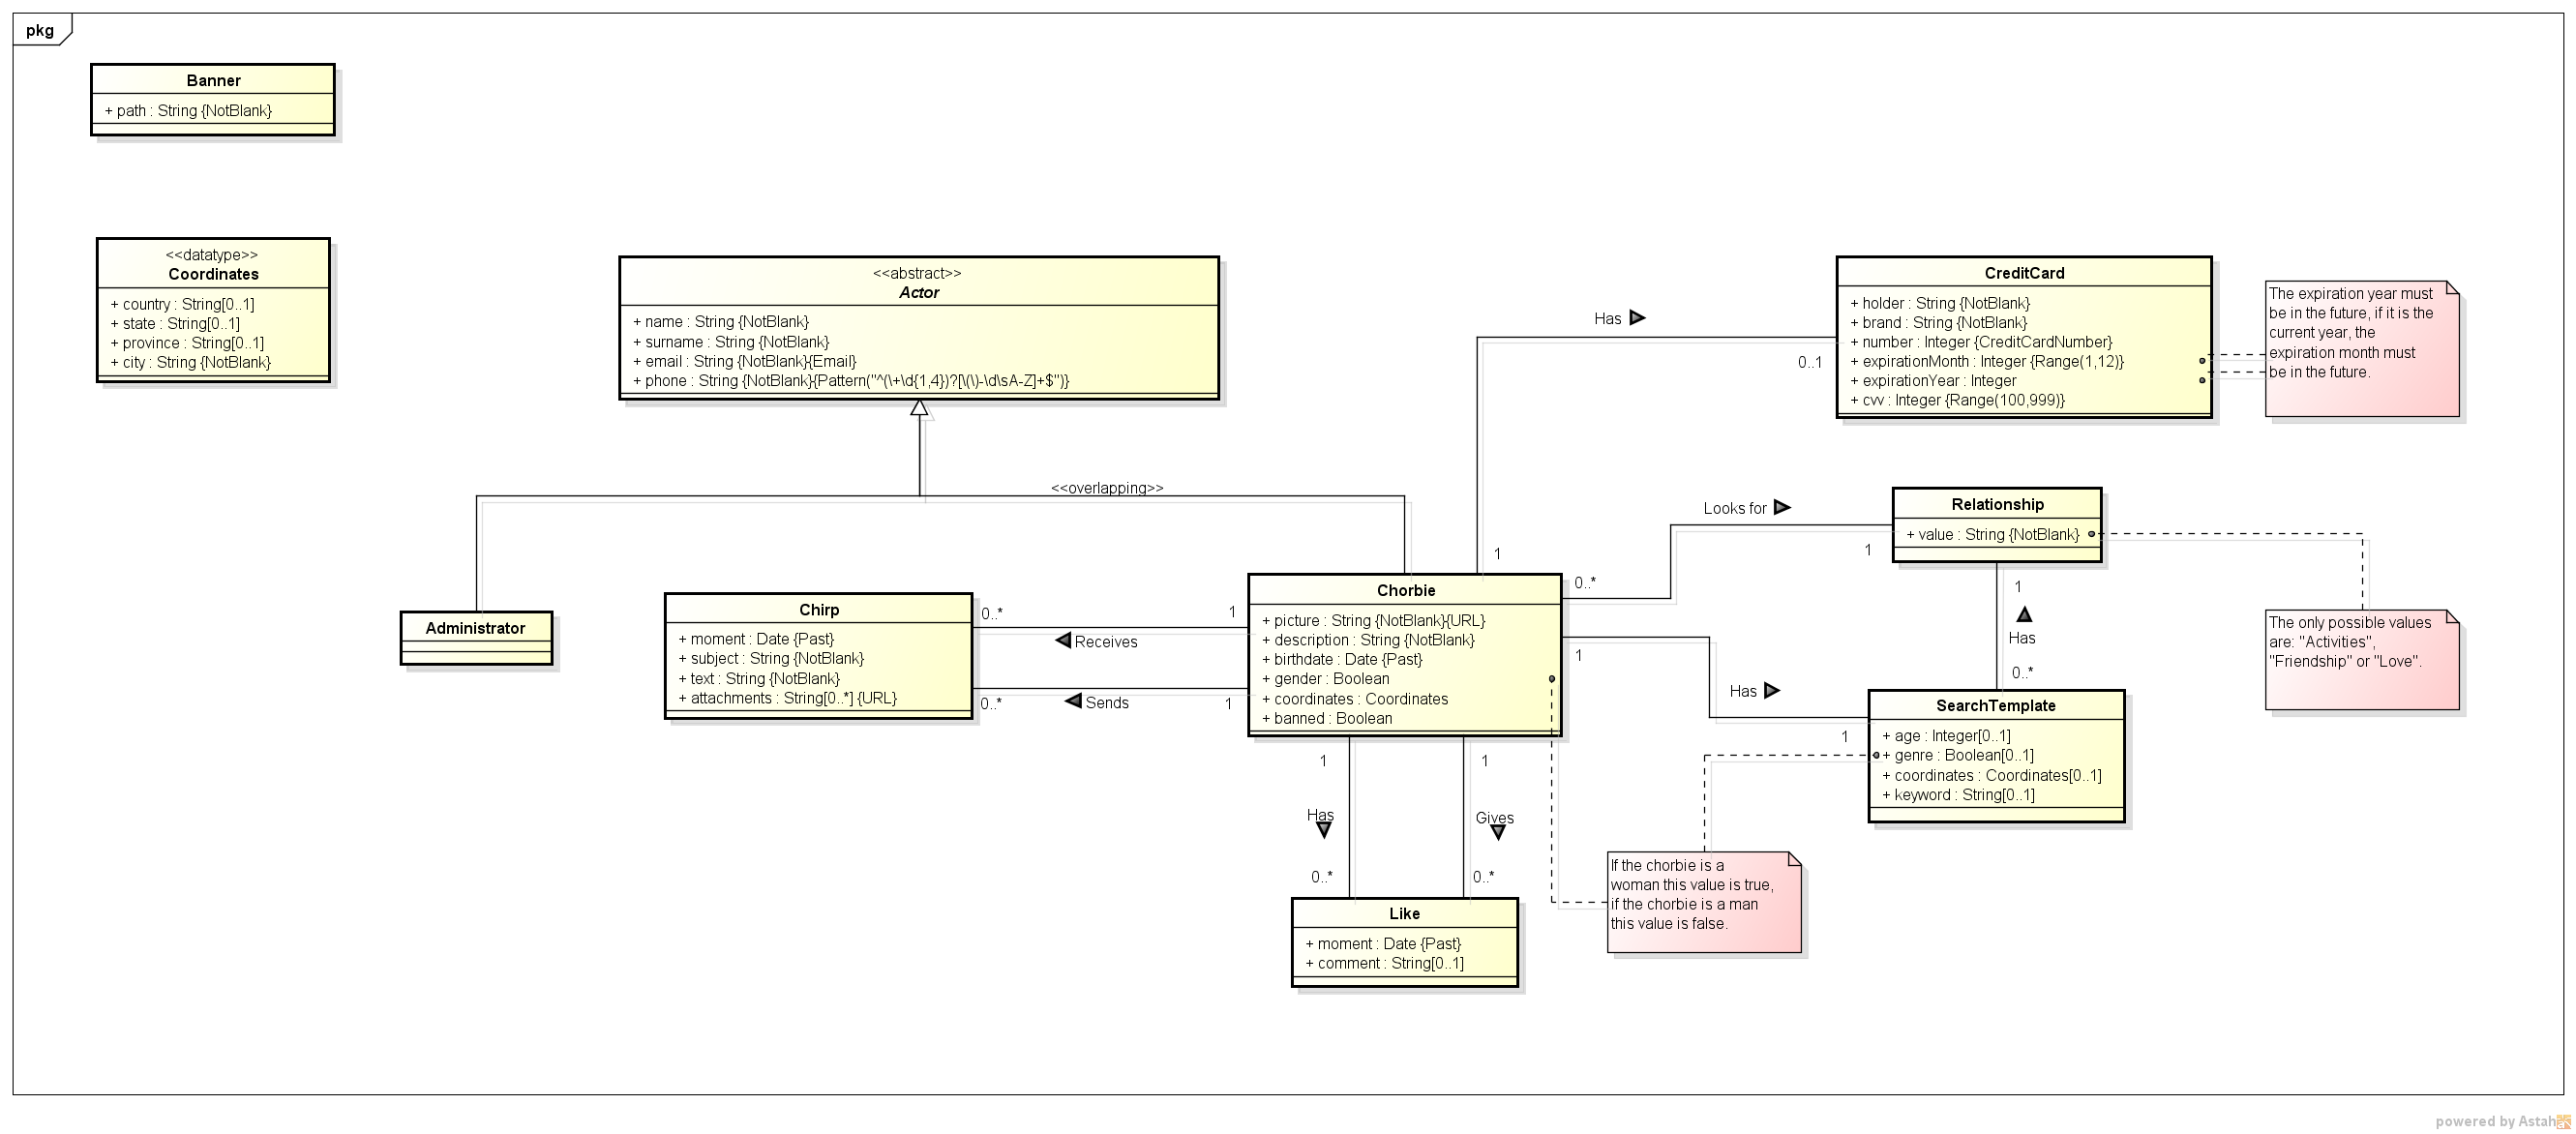 pkg
Banner
+ path : String {NotBlank}
<<datatype>>
Coordinates
+ country : String[0..1]
+ state : String[0..1]
+ province : String[0..1]
+ city : String {NotBlank}
<<abstract>>
Actor
+ name : String {NotBlank}
+ surname : String {NotBlank}
+ email : String {NotBlank}{Email}
+ phone : String {NotBlank}{Pattern("^(\+\d{1,4})?[\(\)-\d\sA-Z]+$")}
<<overlapping>>
Administrator
Chirp
+ moment : Date {Past}
+ subject : String {NotBlank}
+ text : String {NotBlank}
+ attachments : String[0..*] {URL}
0..*
1
Receives
0..*
1
Sends
Chorbie
+ picture : String {NotBlank}{URL}
+ description : String {NotBlank}
+ birthdate : Date {Past}
+ gender : Boolean
+ coordinates : Coordinates
+ banned : Boolean
Has
0..1
1
CreditCard
+ holder : String {NotBlank}
+ brand : String {NotBlank}
+ number : Integer {CreditCardNumber}
+ expirationMonth : Integer {Range(1,12)}
+ expirationYear : Integer
+ cvv : Integer {Range(100,999)}
The expiration year must
be in the future, if it is the
current year, the
expiration month must
be in the future.
Looks for
0..*
1
Relationship
+ value : String {NotBlank}
The only possible values
are: "Activities",
"Friendship" or "Love".
1
Has
0..*
1
Has
1
SearchTemplate
+ age : Integer[0..1]
+ genre : Boolean[0..1]
+ coordinates : Coordinates[0..1]
+ keyword : String[0..1]
1
Has
0..*
1
Gives
0..*
Like
+ moment : Date {Past}
+ comment : String[0..1]
If the chorbie is a
woman this value is true,
if the chorbie is a man
this value is false.
powered by Astah